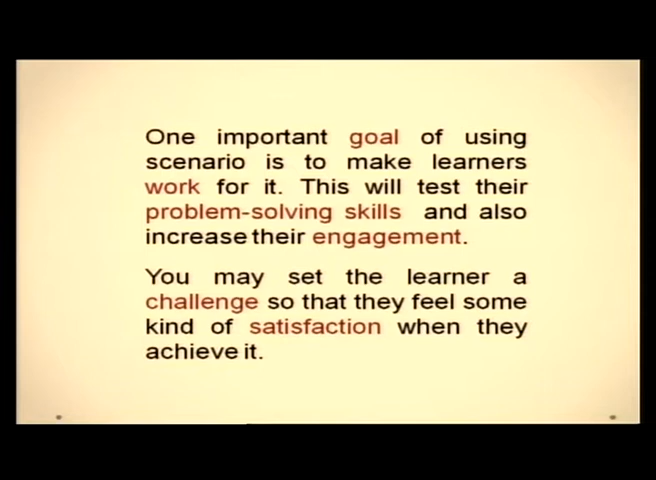 One important goal of using
scenario is to make learners
work for it. This will test their
problem-solving skills and also
increase their engagement.
You may set the learner a
challenge so that they feel some
kind of satisfaction when they
achieve it.